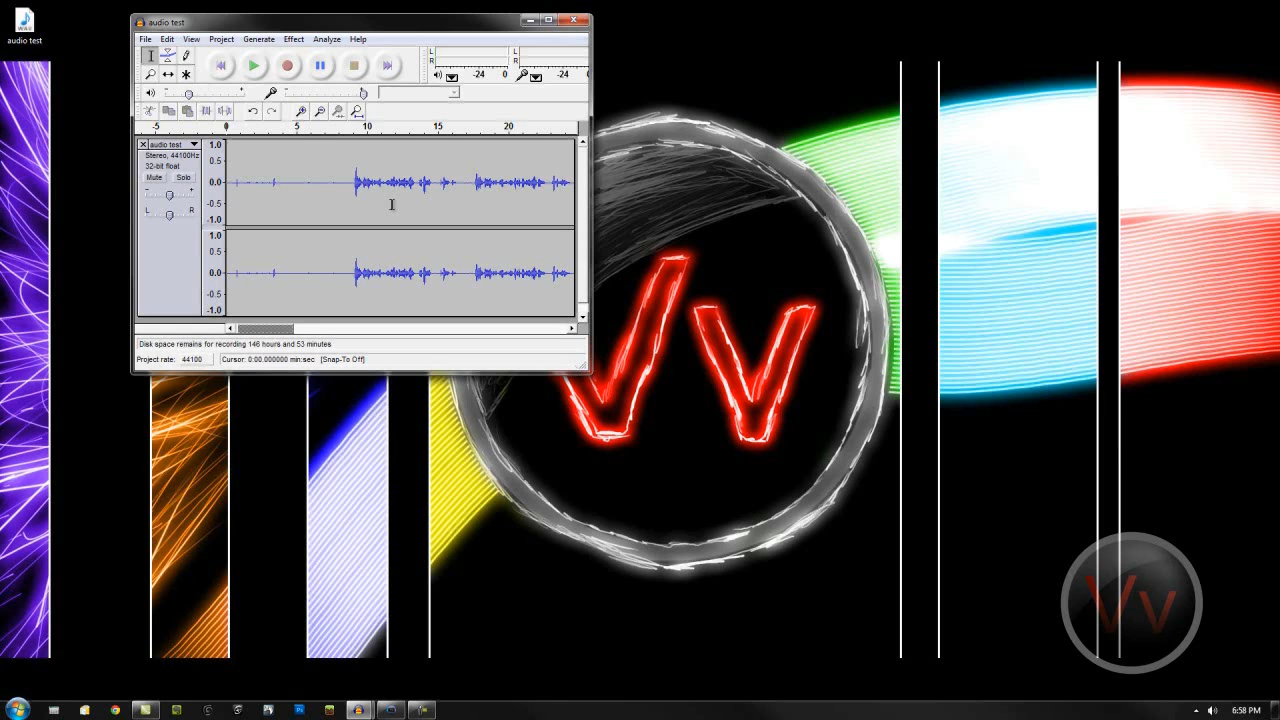 audio test
audio test
File Edit View Project Generate Effect Analyze Help
L
R
-24 0
L
R
-24
-5 0 5 10 15 20
audio test
Stereo, 44100Hz
32-bit float
Mute Solo
- +
L R
1.0
0.5
0.0
-0.5
-1.0
1.0
0.5
0.0
-0.5
-1.0
Disk space remains for recording 146 hours and 53 minutes
Project rate: 44100 Cursor: 0:00.000000 min:sec [Snap-To Off]
Vv
Vv
6:58 PM